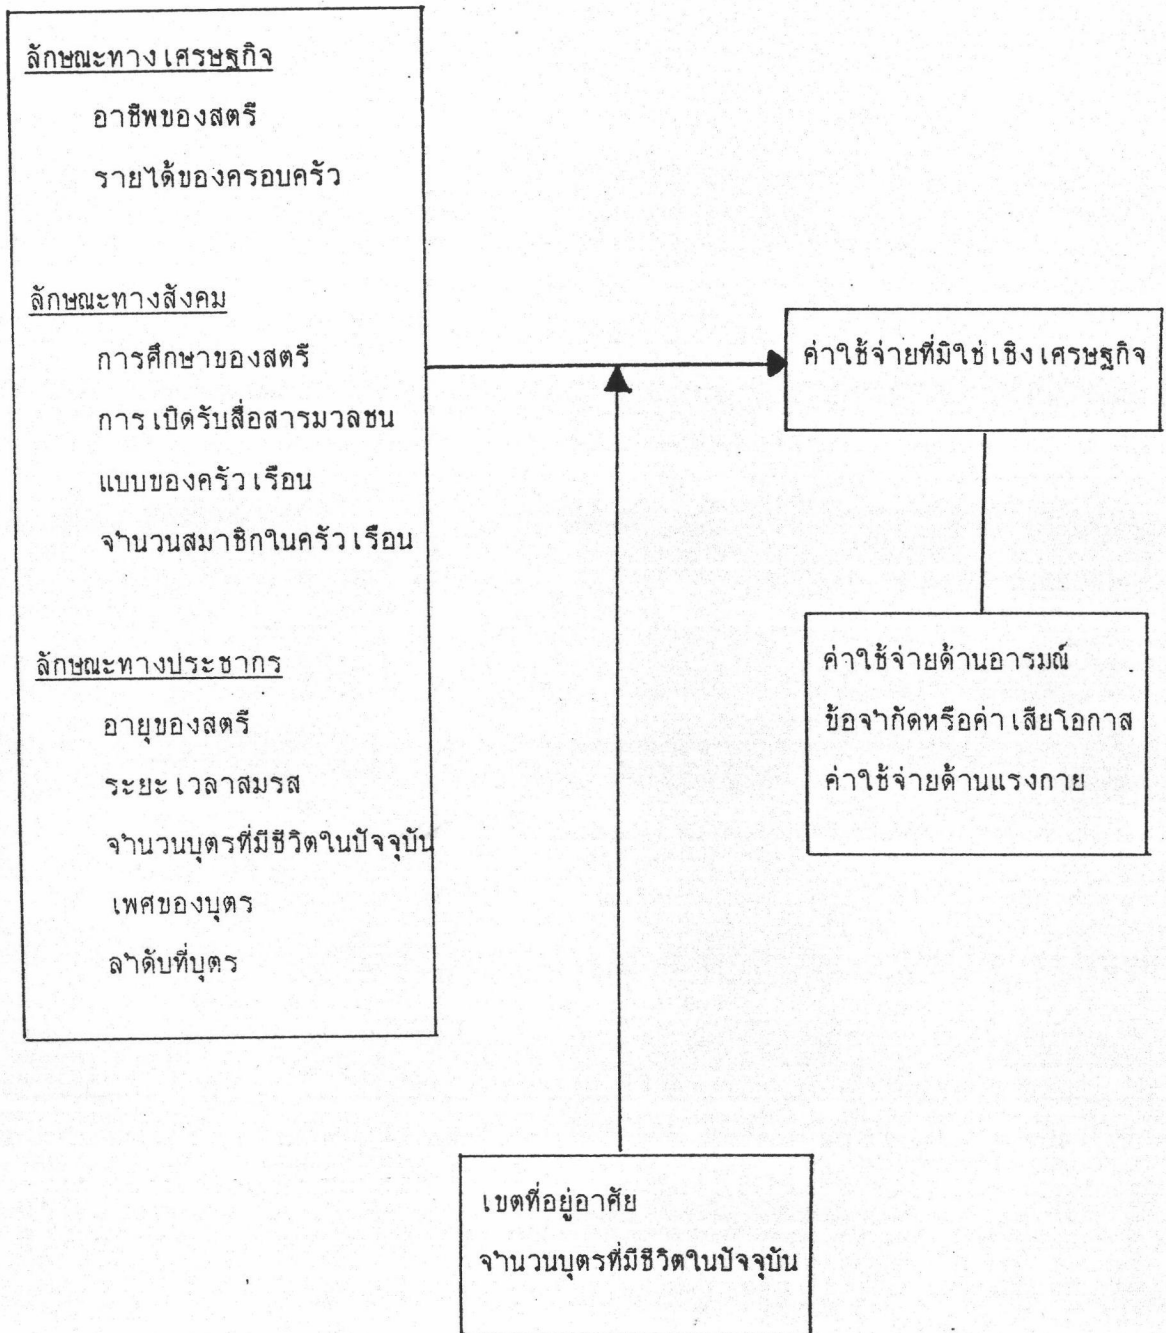 ลักษณะทางเศรษฐกิจ
อาชีพของสตรี
รายได้ของครอบครัว
ลักษณะทางสังคม
การศึกษาของสตรี
การเปิดรับสื่อสารมวลชน
แบบของครัวเรือน
จำนวนสมาชิกในครัวเรือน
ลักษณะทางประชากร
อายุของสตรี
ระยะเวลาสมรส
จำนวนบุตรที่มีชีวิตในปัจจุบัน
เพศของบุตร
ลำดับที่บุตร
ค่าใช้จ่ายที่มิใช่เชิงเศรษฐกิจ
ค่าใช้จ่ายด้านอารมณ์
ข้อจำกัดหรือค่าเสียโอกาส
ค่าใช้จ่ายด้านแรงกาย
เขตที่อยู่อาศัย
จำนวนบุตรที่มีชีวิตในปัจจุบัน